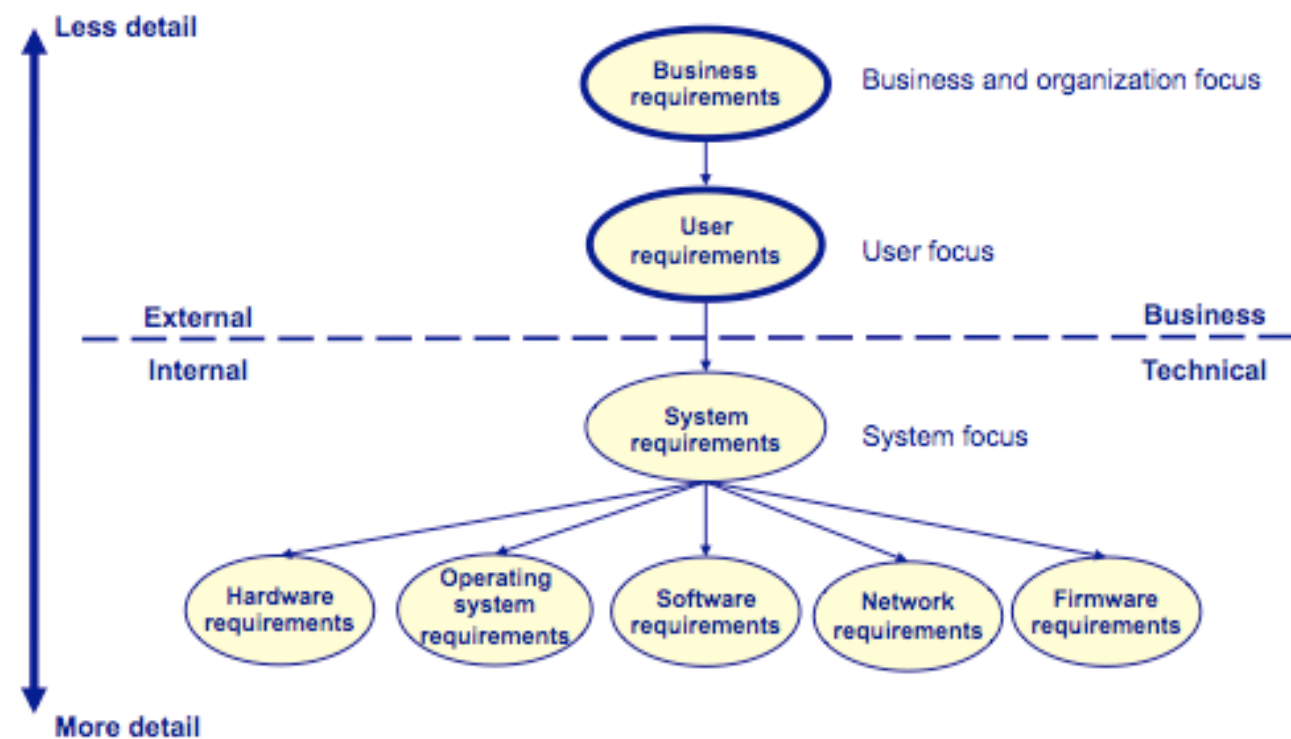 Less detail
Business
requirements
Business and organization focus
User
requirements
User focus
External
Business
Internal
Technical
System
requirements
System focus
Hardware
requirements
Operating
system
requirements
Software
requirements
Network
requirements
Firmware
requirements
More detail